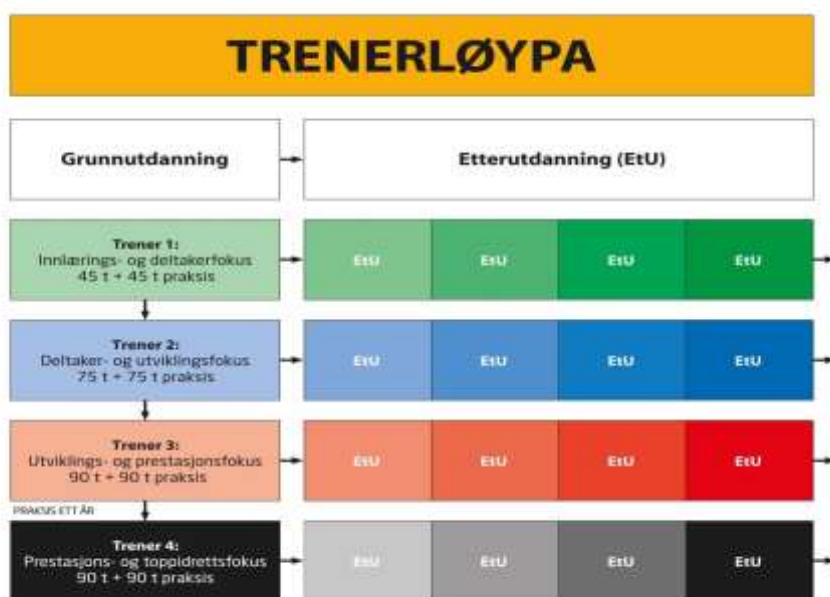 TRENERLØYPA
Grunnutdanning
Etterutdanning (EtU)
Trener 1:
Innlærings- og deltakerfokus
45 t + 45 t praksis
EtU EtU EtU EtU
Trener 2:
Deltaker- og utviklingsfokus
75 t + 75 t praksis
EtU EtU EtU EtU
Trener 3:
Utviklings- og prestasjonsfokus
90 t + 90 t praksis
EtU EtU EtU EtU
PRAKSIS ETT ÅR
Trener 4:
Prestasjons- og toppidrettsfokus
90 t + 90 t praksis
EtU EtU EtU EtU